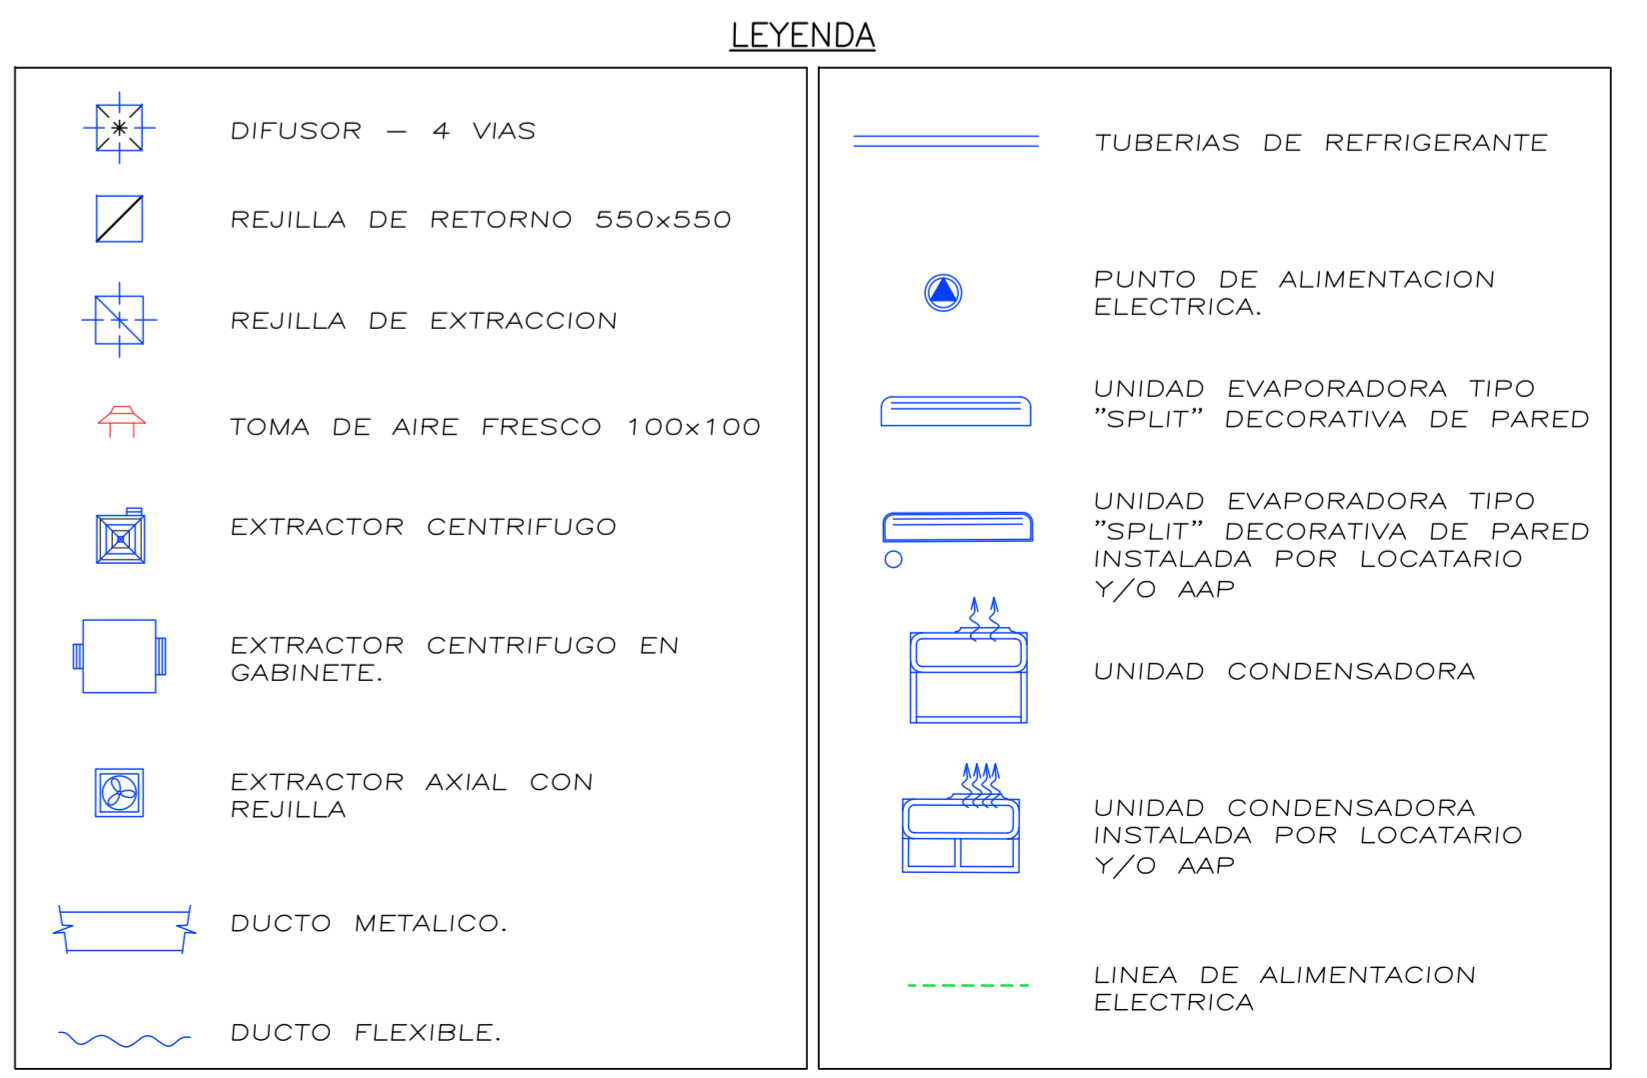 LEYENDA
DIFUSOR – 4 VIAS
REJILLA DE RETORNO 550x550
REJILLA DE EXTRACCION
TOMA DE AIRE FRESCO 100x100
EXTRACTOR CENTRIFUGO
EXTRACTOR CENTRIFUGO EN
GABINETE.
EXTRACTOR AXIAL CON
REJILLA
DUCTO METALICO.
DUCTO FLEXIBLE.
TUBERIAS DE REFRIGERANTE
PUNTO DE ALIMENTACION
ELECTRICA.
UNIDAD EVAPORADORA TIPO
”SPLIT” DECORATIVA DE PARED
UNIDAD EVAPORADORA TIPO
”SPLIT” DECORATIVA DE PARED
INSTALADA POR LOCATARIO
Y/O AAP
UNIDAD CONDENSADORA
UNIDAD CONDENSADORA
INSTALADA POR LOCATARIO
Y/O AAP
LINEA DE ALIMENTACION
ELECTRICA